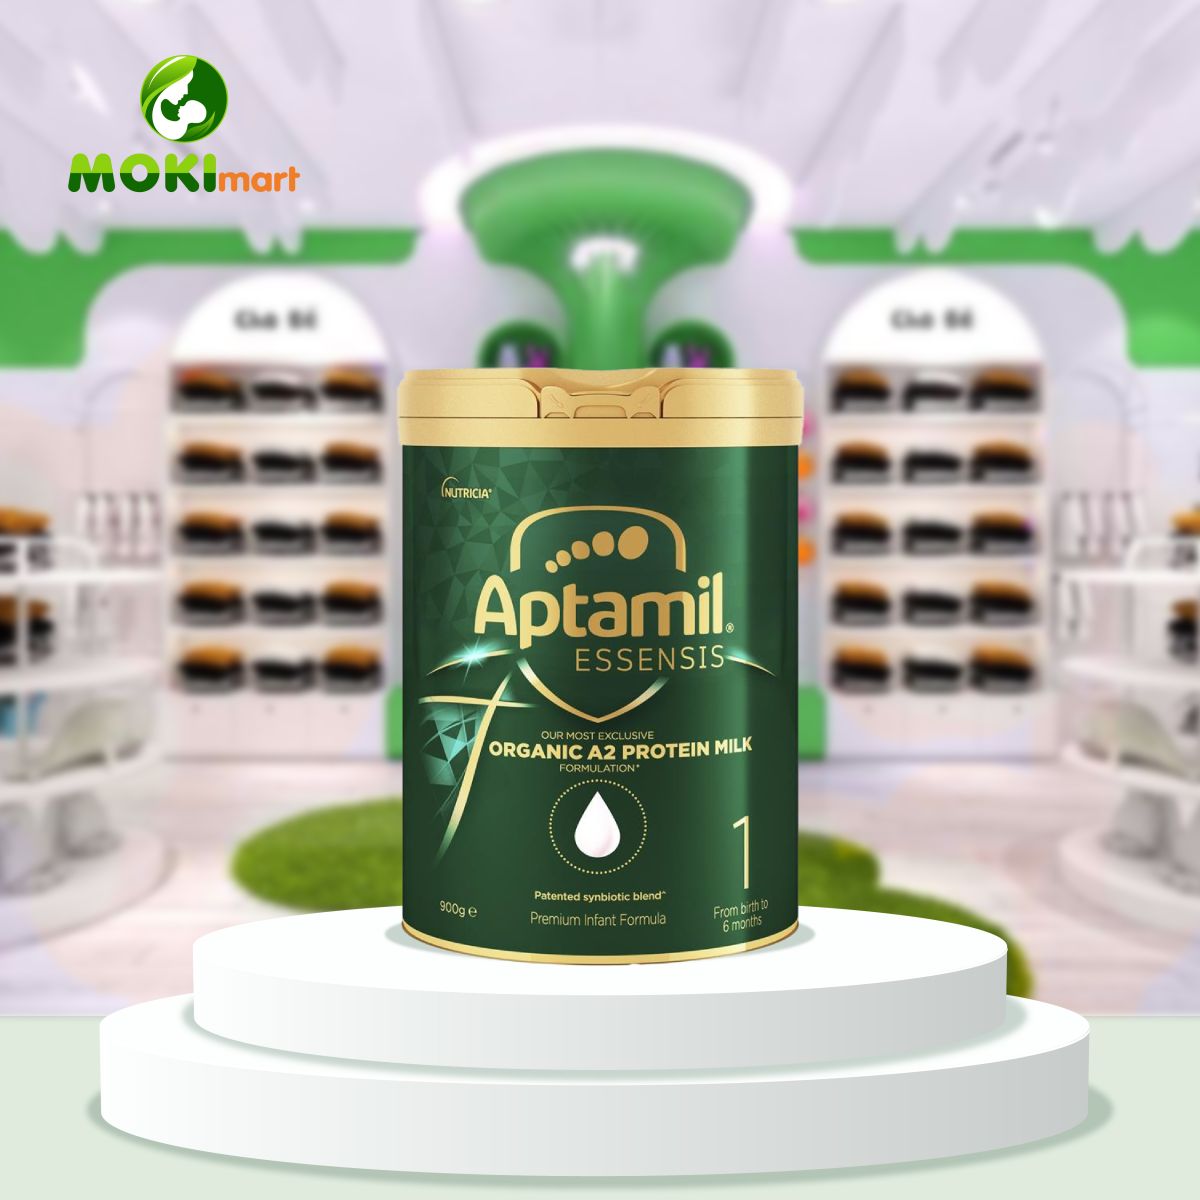 MOKImart
NUTRICIA®
Aptamil®
ESSENSIS
OUR MOST EXCLUSIVE
ORGANIC A2 PROTEIN MILK
FORMULATION*
1
Patented synbiotic blend^
900g ℮
Premium Infant Formula
From birth to
6 months